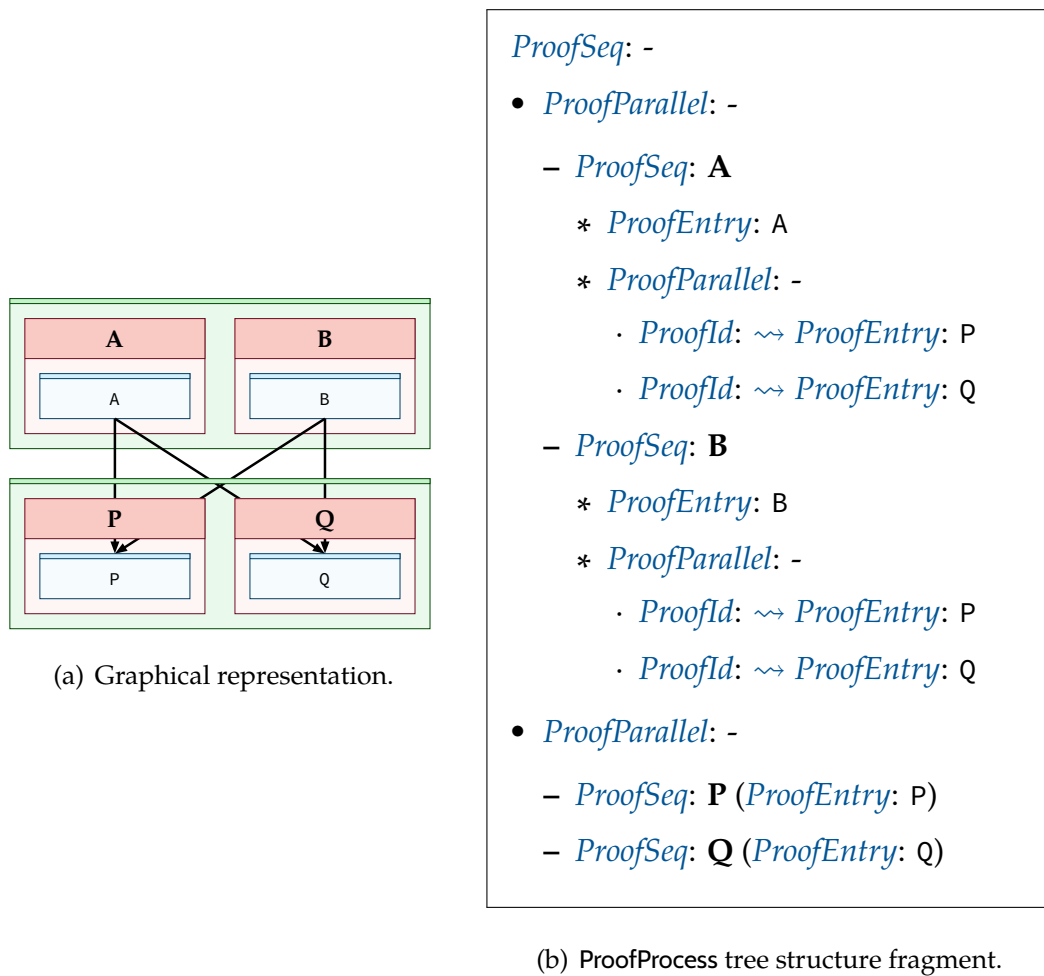 A
B
A
B
P
Q
P
Q
(a) Graphical representation.
ProofSeq: -
• ProofParallel: -
– ProofSeq: A
* ProofEntry: A
* ProofParallel: -
· ProofId: ⇝ ProofEntry: P
· ProofId: ⇝ ProofEntry: Q
– ProofSeq: B
* ProofEntry: B
* ProofParallel: -
· ProofId: ⇝ ProofEntry: P
· ProofId: ⇝ ProofEntry: Q
• ProofParallel: -
– ProofSeq: P (ProofEntry: P)
– ProofSeq: Q (ProofEntry: Q)
(b) ProofProcess tree structure fragment.